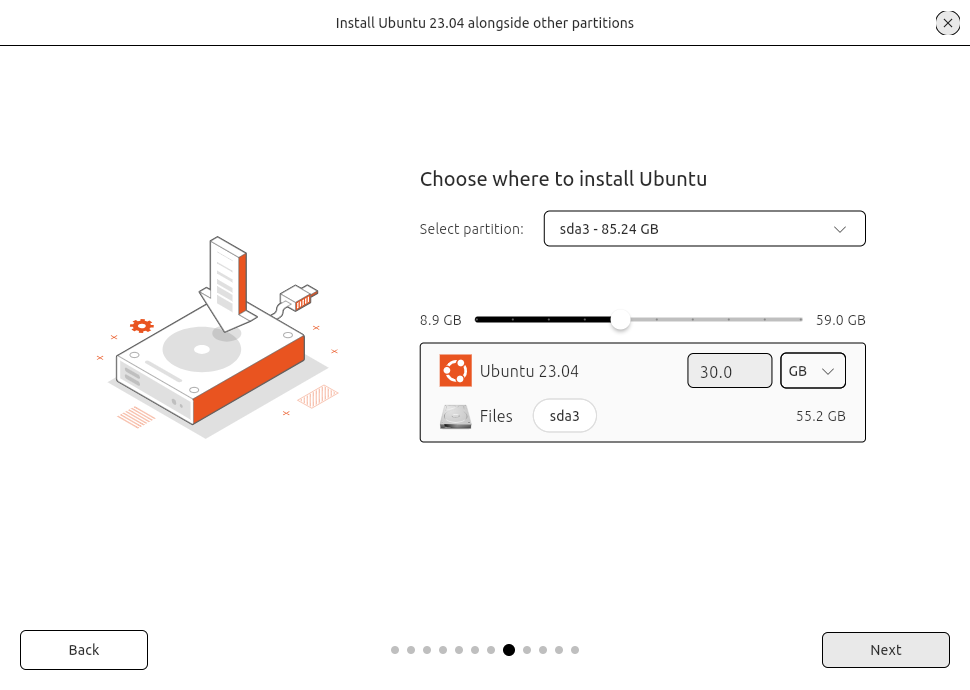 Install Ubuntu 23.04 alongside other partitions
Choose where to install Ubuntu
Select partition: sda3 - 85.24 GB
8.9 GB 59.0 GB
Ubuntu 23.04 30.0 GB
Files sda3 55.2 GB
Back Next